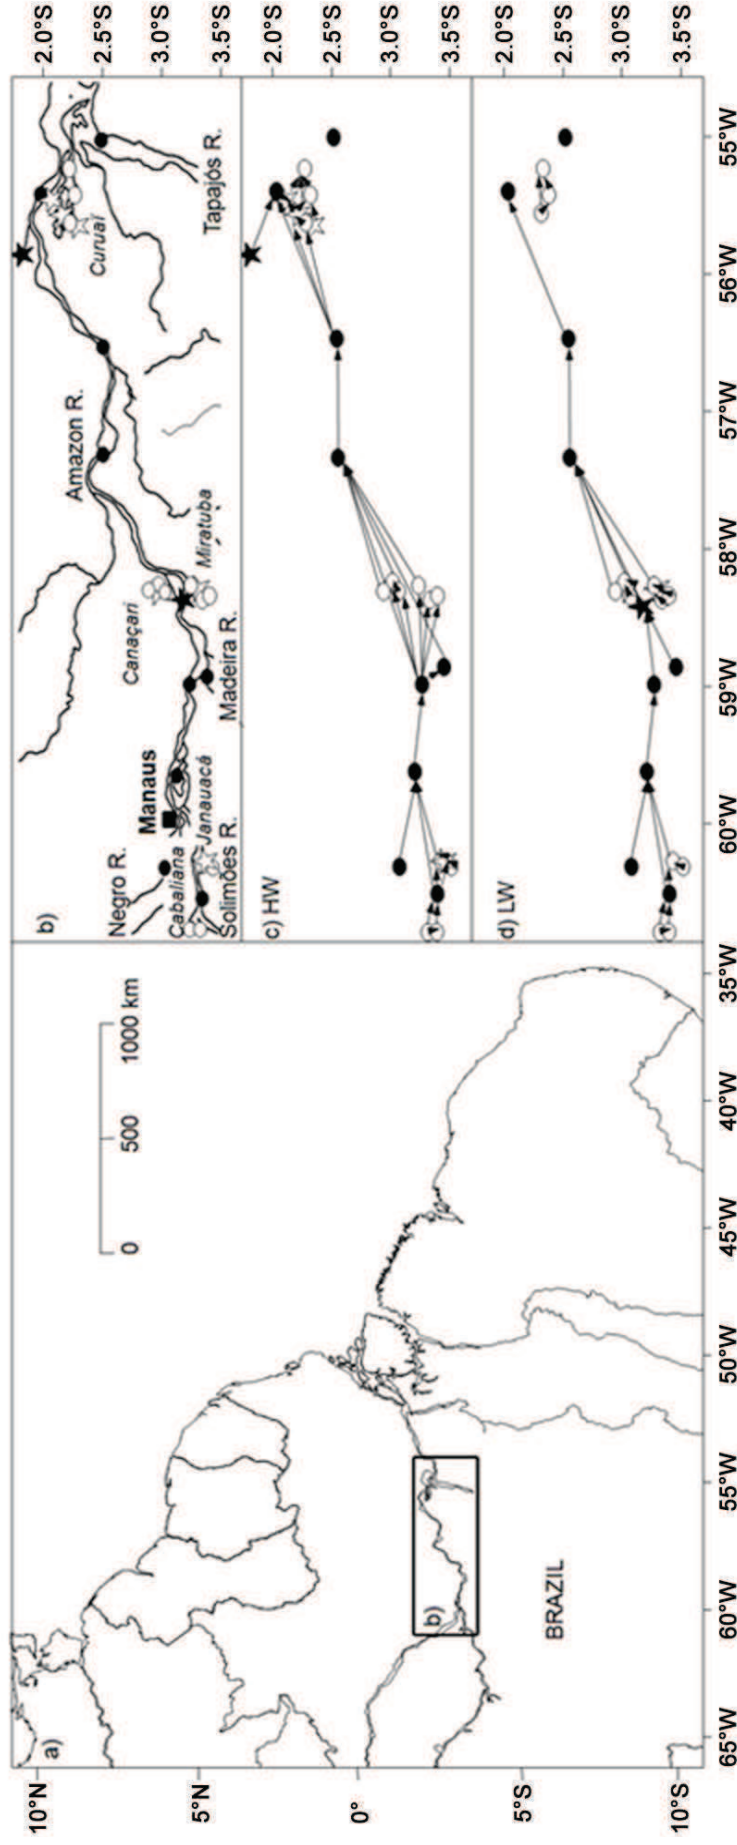 a)
10°N
5°N
0°
5°S
10°S
65°W
60°W
55°W
50°W
45°W
40°W
35°W
0
500
1000 km
b)
BRAZIL
b)
Negro R.
Manaus
Cabaliana
Janauacá
Solimões R.
Canaçari
Madeira R.
Miratuba
Amazon R.
Curuaí
Tapajós R.
2.0°S
2.5°S
3.0°S
3.5°S
c) HW
2.0°S
2.5°S
3.0°S
3.5°S
d) LW
2.0°S
2.5°S
3.0°S
3.5°S
60°W
59°W
58°W
57°W
56°W
55°W